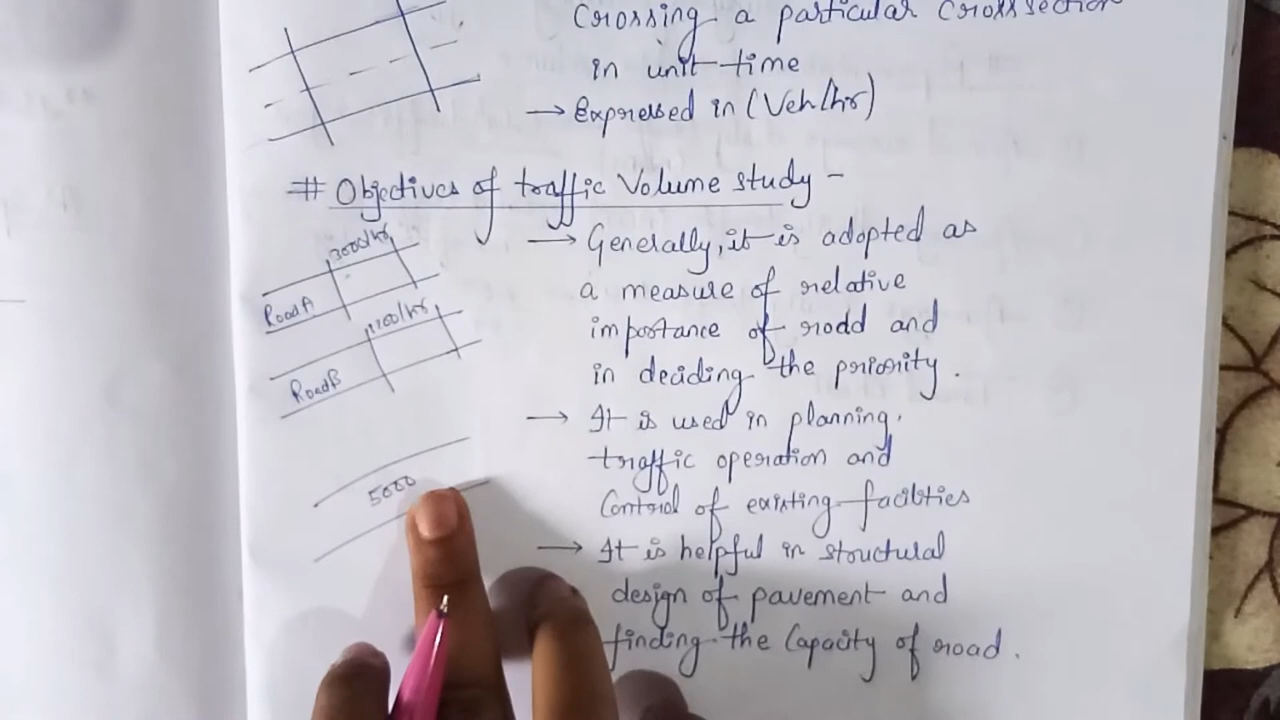 Crossing a particular Crosssection
in unit time
→ Expressed in (Veh/hr)
# Objectives of traffic Volume study -
→ Generally, it is adopted as
a measure of relative
importance of rodd and
in deciding the priority.
→ It is used in planning.
traffic operation and
Control of existing facilities
→ It is helpful in structural
design of pavement and
finding the Capacity of road.
3000/hr
Road A
1200/hr
Road B
5000